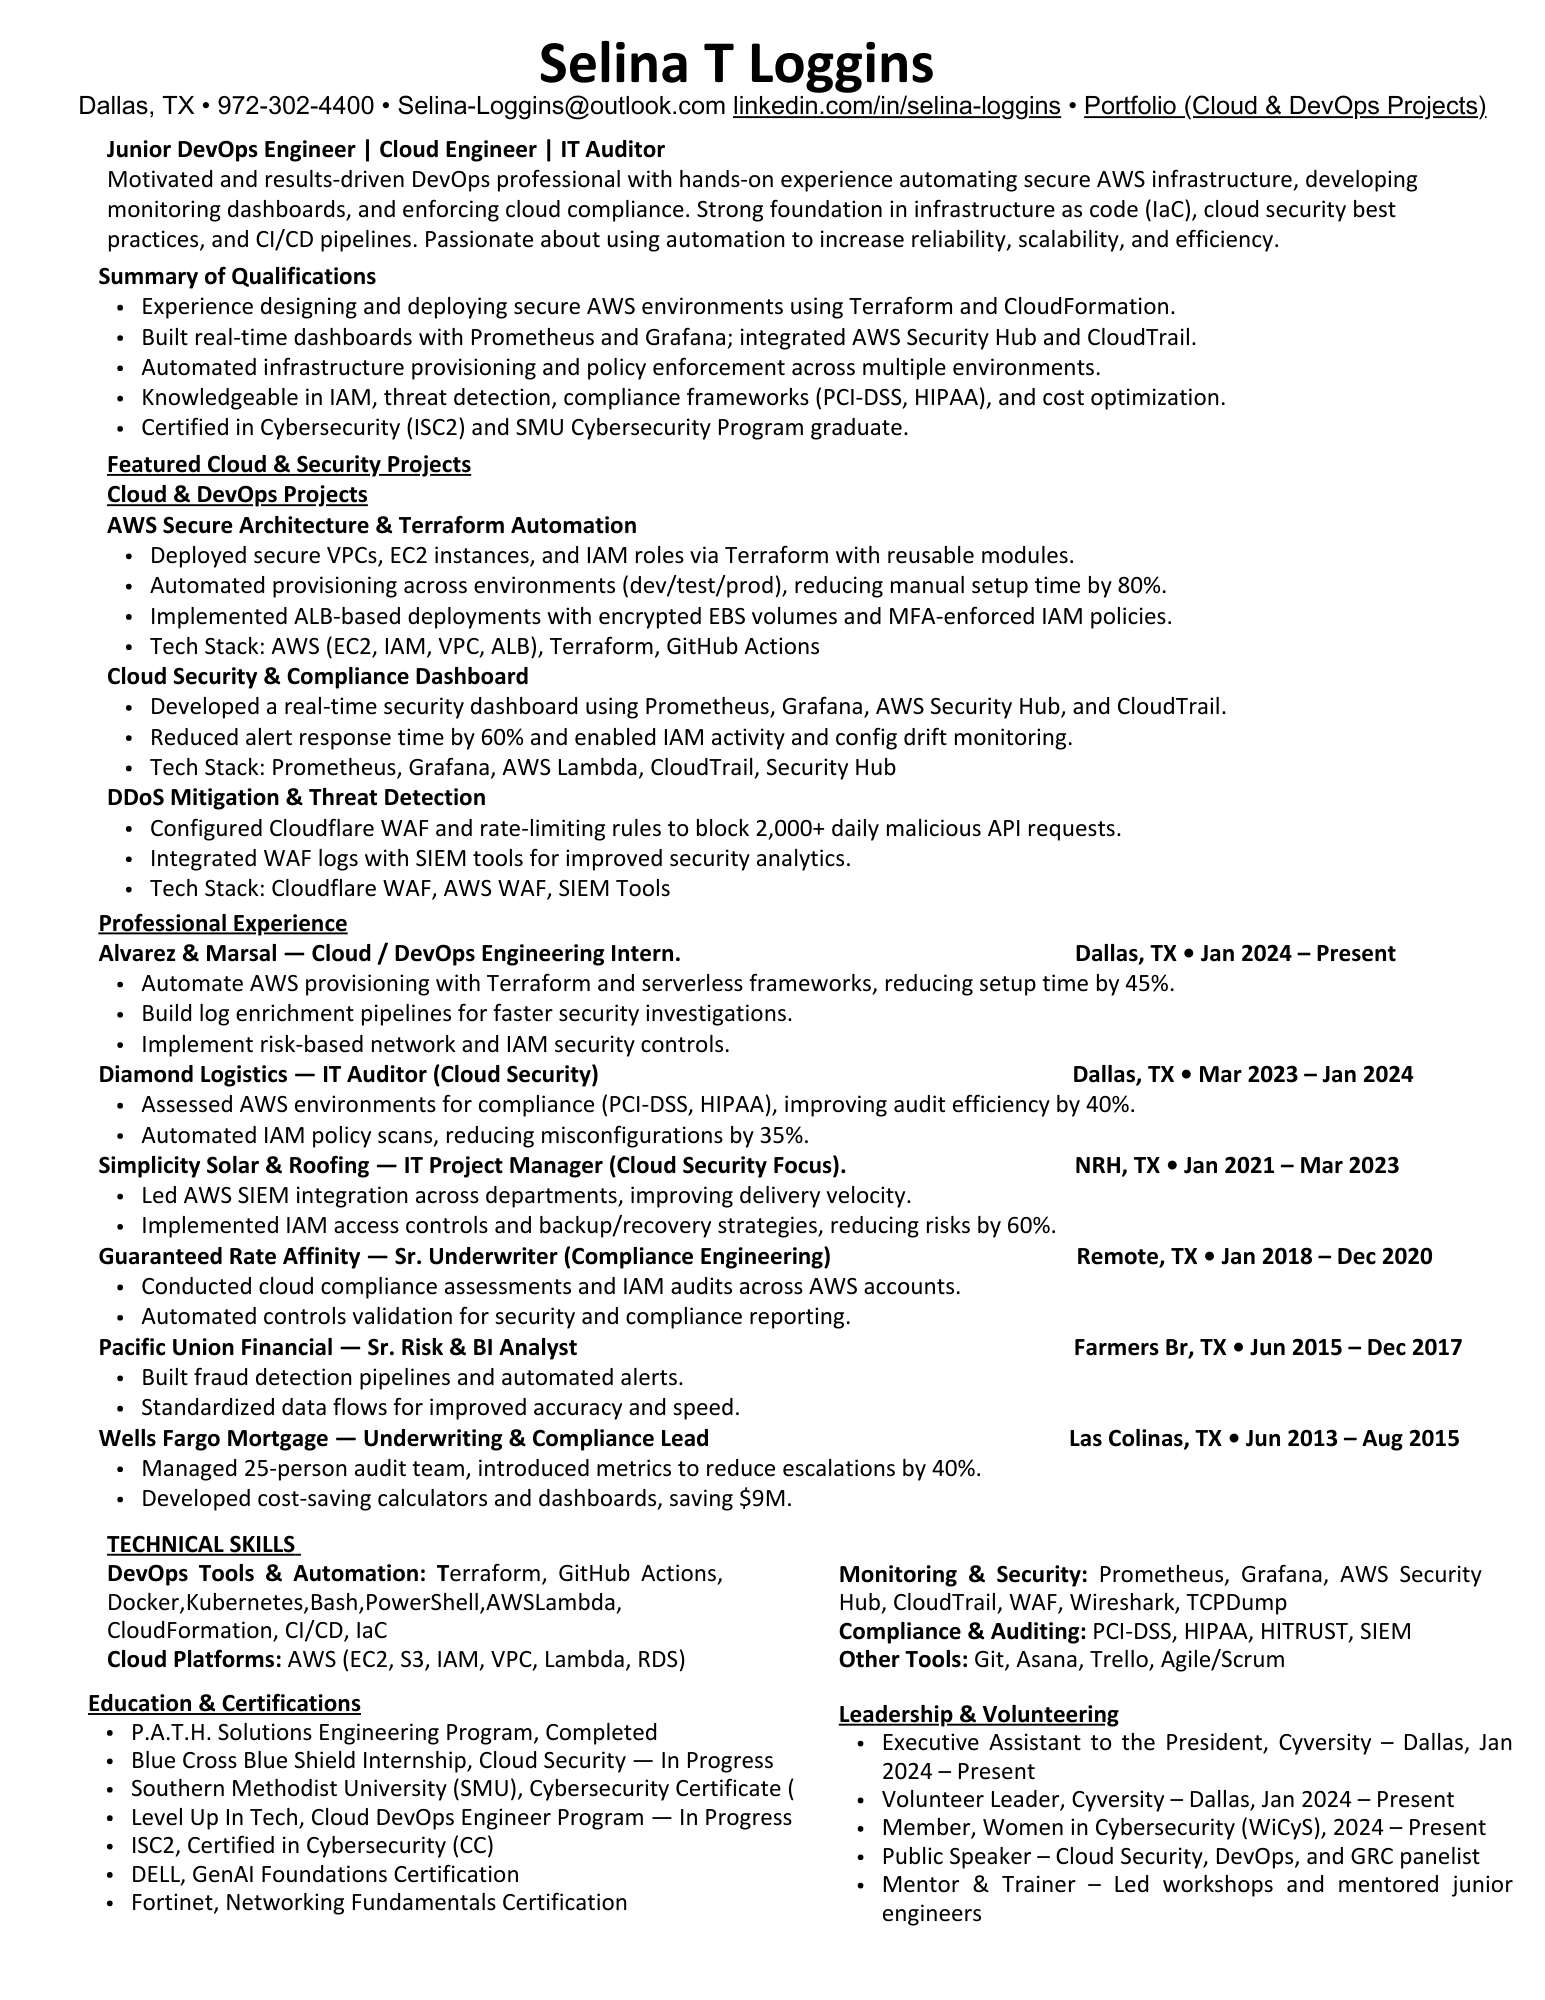 Selina T Loggins
Dallas, TX • 972-302-4400 • Selina-Loggins@outlook.com linkedin.com/in/selina-loggins • Portfolio (Cloud & DevOps Projects)
Junior DevOps Engineer | Cloud Engineer | IT Auditor
Motivated and results-driven DevOps professional with hands-on experience automating secure AWS infrastructure, developing
monitoring dashboards, and enforcing cloud compliance. Strong foundation in infrastructure as code (IaC), cloud security best
practices, and CI/CD pipelines. Passionate about using automation to increase reliability, scalability, and efficiency.
Summary of Qualifications
• Experience designing and deploying secure AWS environments using Terraform and CloudFormation.
• Built real-time dashboards with Prometheus and Grafana; integrated AWS Security Hub and CloudTrail.
• Automated infrastructure provisioning and policy enforcement across multiple environments.
• Knowledgeable in IAM, threat detection, compliance frameworks (PCI-DSS, HIPAA), and cost optimization.
• Certified in Cybersecurity (ISC2) and SMU Cybersecurity Program graduate.
Featured Cloud & Security Projects
Cloud & DevOps Projects
AWS Secure Architecture & Terraform Automation
• Deployed secure VPCs, EC2 instances, and IAM roles via Terraform with reusable modules.
• Automated provisioning across environments (dev/test/prod), reducing manual setup time by 80%.
• Implemented ALB-based deployments with encrypted EBS volumes and MFA-enforced IAM policies.
• Tech Stack: AWS (EC2, IAM, VPC, ALB), Terraform, GitHub Actions
Cloud Security & Compliance Dashboard
• Developed a real-time security dashboard using Prometheus, Grafana, AWS Security Hub, and CloudTrail.
• Reduced alert response time by 60% and enabled IAM activity and config drift monitoring.
• Tech Stack: Prometheus, Grafana, AWS Lambda, CloudTrail, Security Hub
DDoS Mitigation & Threat Detection
• Configured Cloudflare WAF and rate-limiting rules to block 2,000+ daily malicious API requests.
• Integrated WAF logs with SIEM tools for improved security analytics.
• Tech Stack: Cloudflare WAF, AWS WAF, SIEM Tools
Professional Experience
Alvarez & Marsal — Cloud / DevOps Engineering Intern. Dallas, TX • Jan 2024 – Present
• Automate AWS provisioning with Terraform and serverless frameworks, reducing setup time by 45%.
• Build log enrichment pipelines for faster security investigations.
• Implement risk-based network and IAM security controls.
Diamond Logistics — IT Auditor (Cloud Security) Dallas, TX • Mar 2023 – Jan 2024
• Assessed AWS environments for compliance (PCI-DSS, HIPAA), improving audit efficiency by 40%.
• Automated IAM policy scans, reducing misconfigurations by 35%.
Simplicity Solar & Roofing — IT Project Manager (Cloud Security Focus). NRH, TX • Jan 2021 – Mar 2023
• Led AWS SIEM integration across departments, improving delivery velocity.
• Implemented IAM access controls and backup/recovery strategies, reducing risks by 60%.
Guaranteed Rate Affinity — Sr. Underwriter (Compliance Engineering) Remote, TX • Jan 2018 – Dec 2020
• Conducted cloud compliance assessments and IAM audits across AWS accounts.
• Automated controls validation for security and compliance reporting.
Pacific Union Financial — Sr. Risk & BI Analyst Farmers Br, TX • Jun 2015 – Dec 2017
• Built fraud detection pipelines and automated alerts.
• Standardized data flows for improved accuracy and speed.
Wells Fargo Mortgage — Underwriting & Compliance Lead Las Colinas, TX • Jun 2013 – Aug 2015
• Managed 25-person audit team, introduced metrics to reduce escalations by 40%.
• Developed cost-saving calculators and dashboards, saving $9M.
TECHNICAL SKILLS
DevOps Tools & Automation: Terraform, GitHub Actions,
Docker,Kubernetes,Bash,PowerShell,AWSLambda,
CloudFormation, CI/CD, IaC
Cloud Platforms: AWS (EC2, S3, IAM, VPC, Lambda, RDS)
Monitoring & Security: Prometheus, Grafana, AWS Security
Hub, CloudTrail, WAF, Wireshark, TCPDump
Compliance & Auditing: PCI-DSS, HIPAA, HITRUST, SIEM
Other Tools: Git, Asana, Trello, Agile/Scrum
Education & Certifications
• P.A.T.H. Solutions Engineering Program, Completed
• Blue Cross Blue Shield Internship, Cloud Security — In Progress
• Southern Methodist University (SMU), Cybersecurity Certificate (
• Level Up In Tech, Cloud DevOps Engineer Program — In Progress
• ISC2, Certified in Cybersecurity (CC)
• DELL, GenAI Foundations Certification
• Fortinet, Networking Fundamentals Certification
Leadership & Volunteering
• Executive Assistant to the President, Cyversity – Dallas, Jan
2024 – Present
• Volunteer Leader, Cyversity – Dallas, Jan 2024 – Present
• Member, Women in Cybersecurity (WiCyS), 2024 – Present
• Public Speaker – Cloud Security, DevOps, and GRC panelist
• Mentor & Trainer – Led workshops and mentored junior
engineers